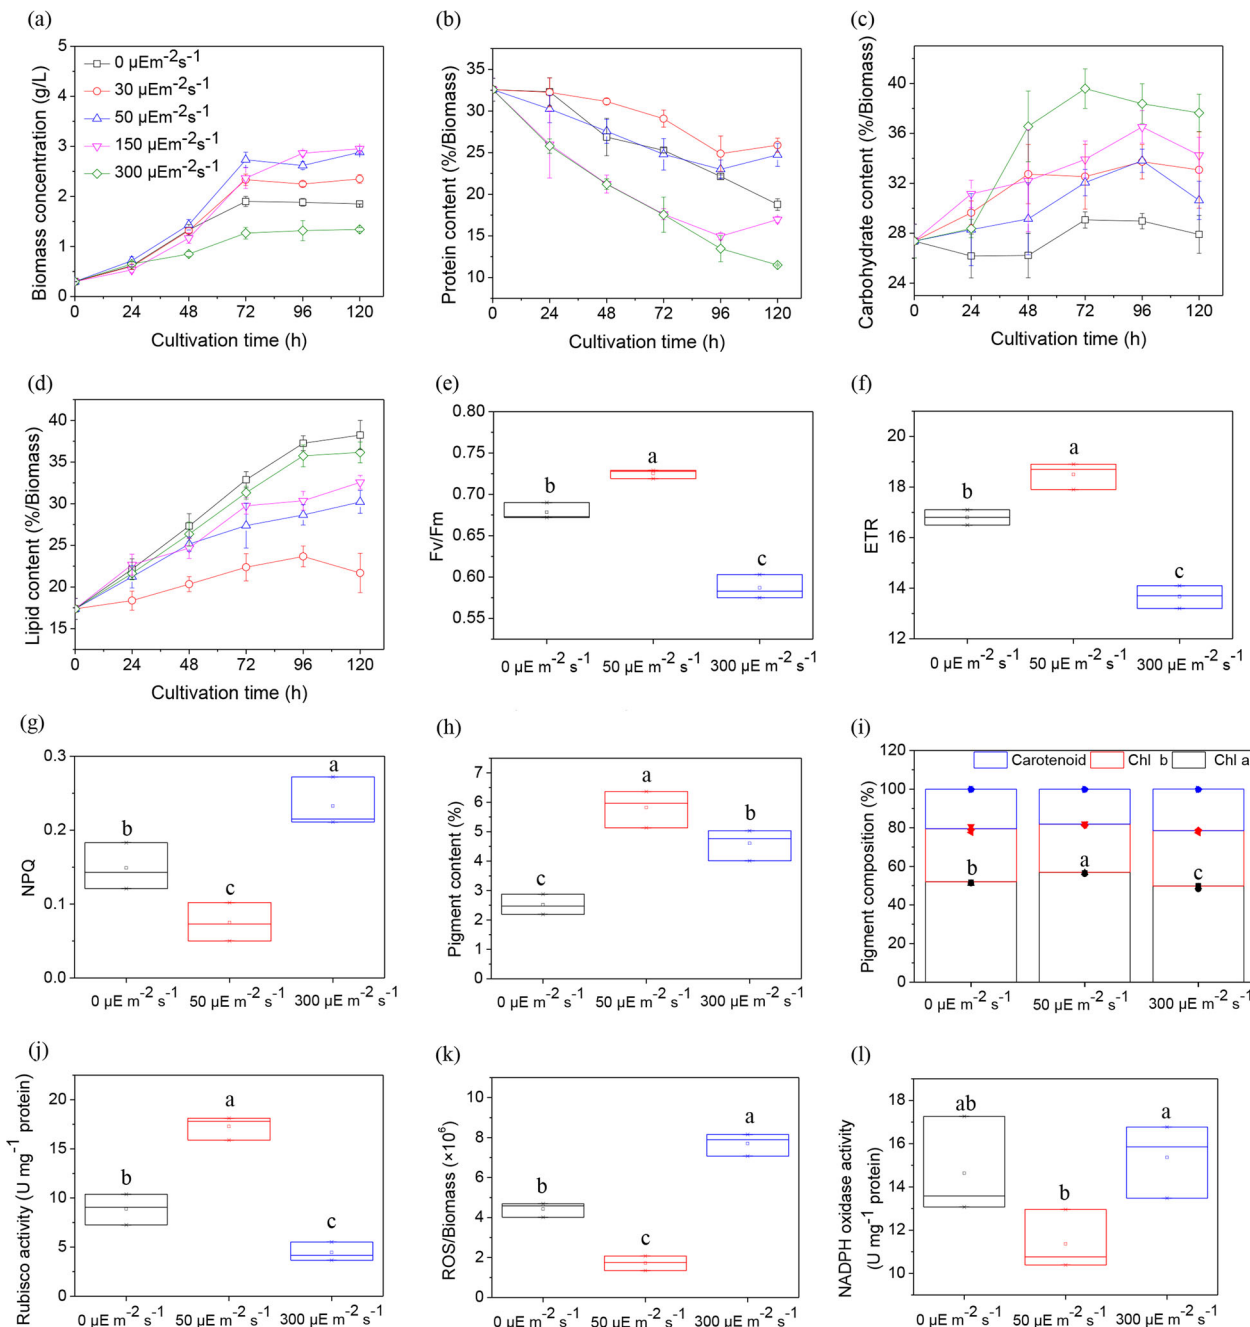 (a)
Biomass concentration (g/L)
5
4
3
2
1
0
0 µEm⁻²s⁻¹
30 µEm⁻²s⁻¹
50 µEm⁻²s⁻¹
150 µEm⁻²s⁻¹
300 µEm⁻²s⁻¹
0 24 48 72 96 120
Cultivation time (h)
(b)
Protein content (%/Biomass)
35
30
25
20
15
10
0 24 48 72 96 120
Cultivation time (h)
(c)
Carbohydrate content (%/Biomass)
40
36
32
28
24
0 24 48 72 96 120
Cultivation time (h)
(d)
Lipid content (%/Biomass)
40
35
30
25
20
15
0 24 48 72 96 120
Cultivation time (h)
(e)
Fv/Fm
0.80
0.75
0.70
0.65
0.60
0.55
b
a
c
0 µE m⁻² s⁻¹ 50 µE m⁻² s⁻¹ 300 µE m⁻² s⁻¹
(f)
ETR
20
18
16
14
12
b
a
c
0 µE m⁻² s⁻¹ 50 µE m⁻² s⁻¹ 300 µE m⁻² s⁻¹
(g)
NPQ
0.3
0.2
0.1
0.0
b
c
a
0 µE m⁻² s⁻¹ 50 µE m⁻² s⁻¹ 300 µE m⁻² s⁻¹
(h)
Pigment content (%)
7
6
5
4
3
2
1
0
c
a
b
0 µE m⁻² s⁻¹ 50 µE m⁻² s⁻¹ 300 µE m⁻² s⁻¹
(i)
Pigment composition (%)
120
100
80
60
40
20
0
Carotenoid Chl b Chl a
b
a
c
0 µE m⁻² s⁻¹ 50 µE m⁻² s⁻¹ 300 µE m⁻² s⁻¹
(j)
Rubisco activity (U mg⁻¹ protein)
20
15
10
5
0
b
a
c
0 µE m⁻² s⁻¹ 50 µE m⁻² s⁻¹ 300 µE m⁻² s⁻¹
(k)
ROS/Biomass (×10⁶)
10
8
6
4
2
0
b
c
a
0 µE m⁻² s⁻¹ 50 µE m⁻² s⁻¹ 300 µE m⁻² s⁻¹
(l)
NADPH oxidase activity
(U mg⁻¹ protein)
18
16
14
12
10
ab
b
a
0 µE m⁻² s⁻¹ 50 µE m⁻² s⁻¹ 300 µE m⁻² s⁻¹